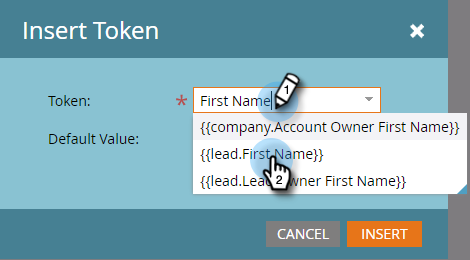 Insert Token
Token:
* First Name
1
Default Value:
{{company.Account Owner First Name}}
{{lead.First Name}}
{{lead.Lead Owner First Name}}
2
CANCEL
INSERT